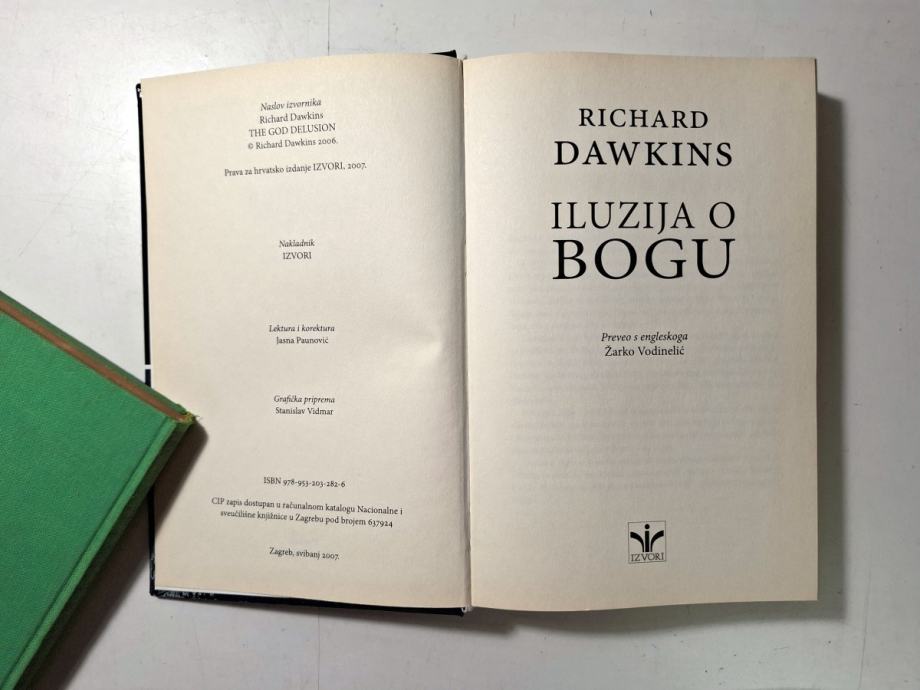 Naslov izvornika
Richard Dawkins
THE GOD DELUSION
© Richard Dawkins 2006.
Prava za hrvatsko izdanje IZVORI, 2007.
Nakladnik
IZVORI
Lektura i korektura
Jasna Paunović
Grafička priprema
Stanislav Vidmar
ISBN 978-953-203-282-6
CIP zapis dostupan u računalnom katalogu Nacionalne i
sveučilišne knjižnice u Zagrebu pod brojem 637924
Zagreb, svibanj 2007.
RICHARD
DAWKINS
ILUZIJA O
BOGU
Preveo s engleskoga
Žarko Vodinelić
IZVORI